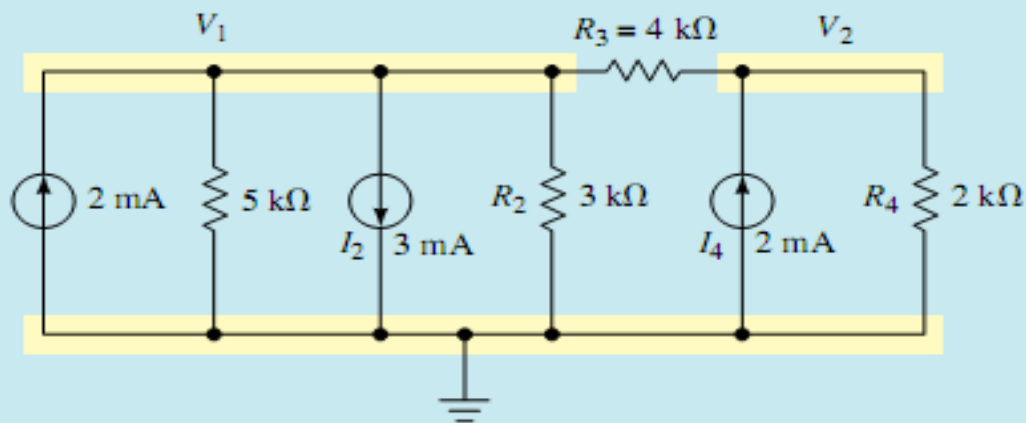 V1
R3 = 4 kΩ
V2
2 mA
5 kΩ
I2
3 mA
R2
3 kΩ
I4
2 mA
R4
2 kΩ